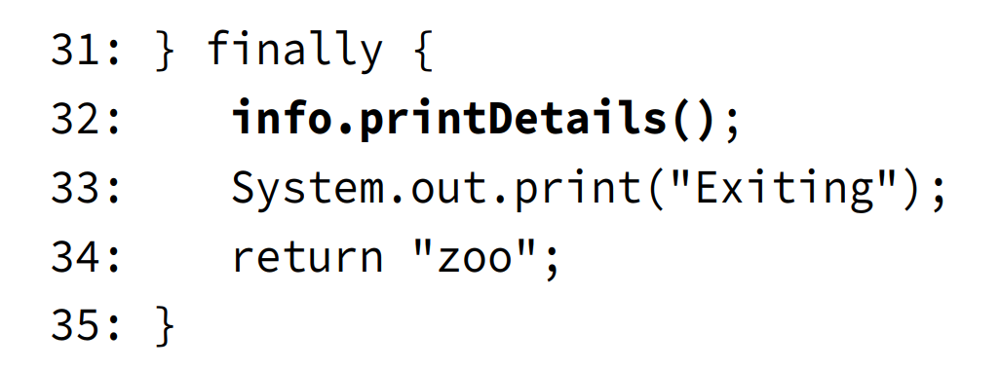 31: } finally {
32:    info.printDetails();
33:    System.out.print("Exiting");
34:    return "zoo";
35: }